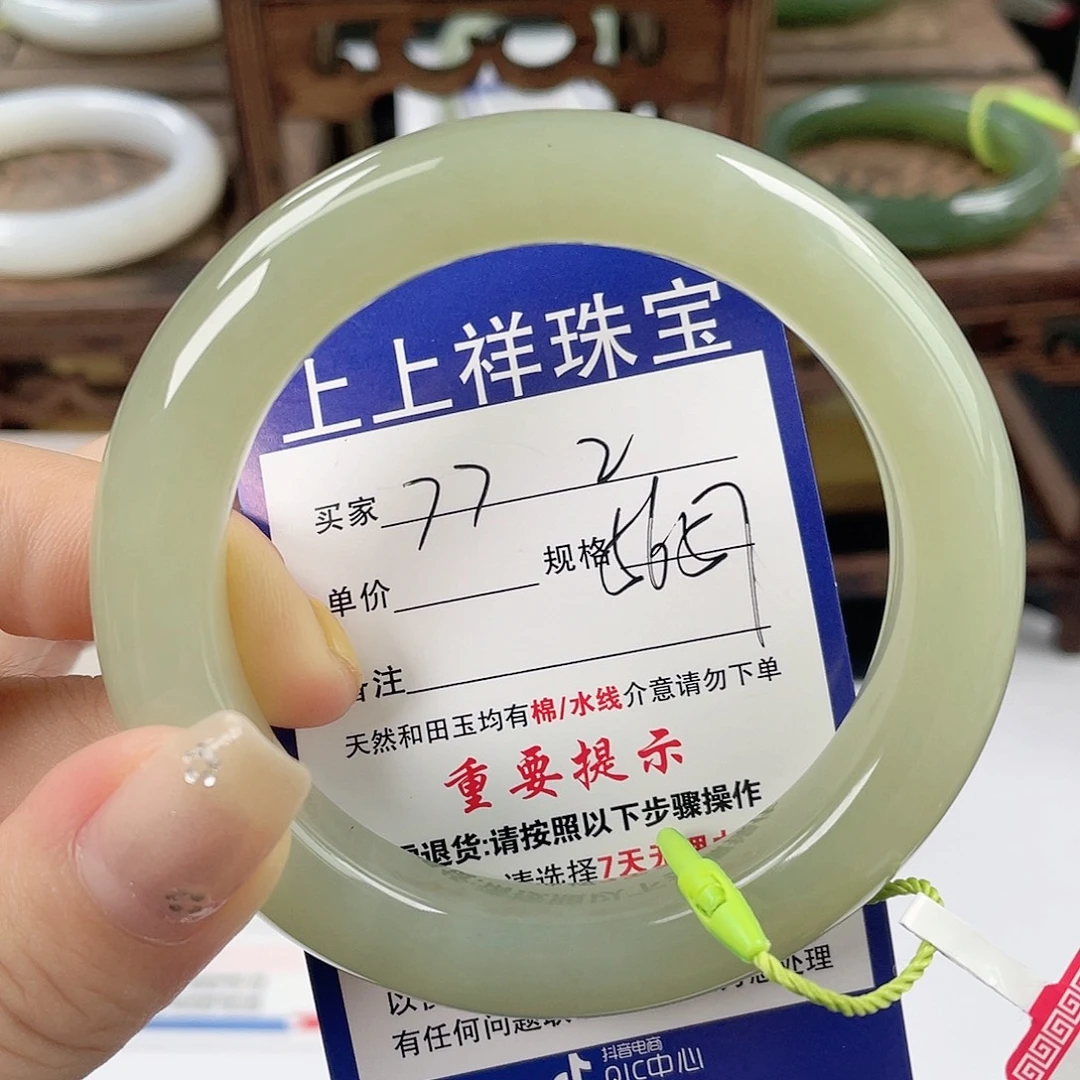 上上祥珠宝
买家 77 2
单价 规格
备注
天然和田玉均有棉/水线介意请勿下单
重要提示
退货:请按照以下步骤操作
请选择7天无理
处理
有任何问题联
抖音电商
QIC中心